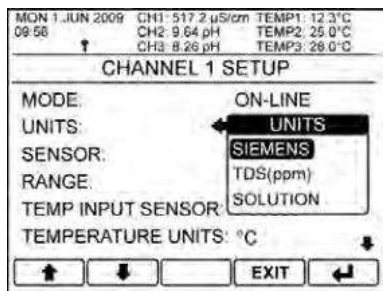 MON 1 JUN 2009 CH1: 517.2 µS/cm TEMP1: 12.3°C
09:56 CH2: 9.64 pH TEMP2: 25.0°C
CH3: 8.26 pH TEMP3: 28.0°C
CHANNEL 1 SETUP
MODE: ON-LINE
UNITS: UNITS
SENSOR: SIEMENS
RANGE: TDS(ppm)
TEMP INPUT SENSOR: SOLUTION
TEMPERATURE UNITS: °C
EXIT